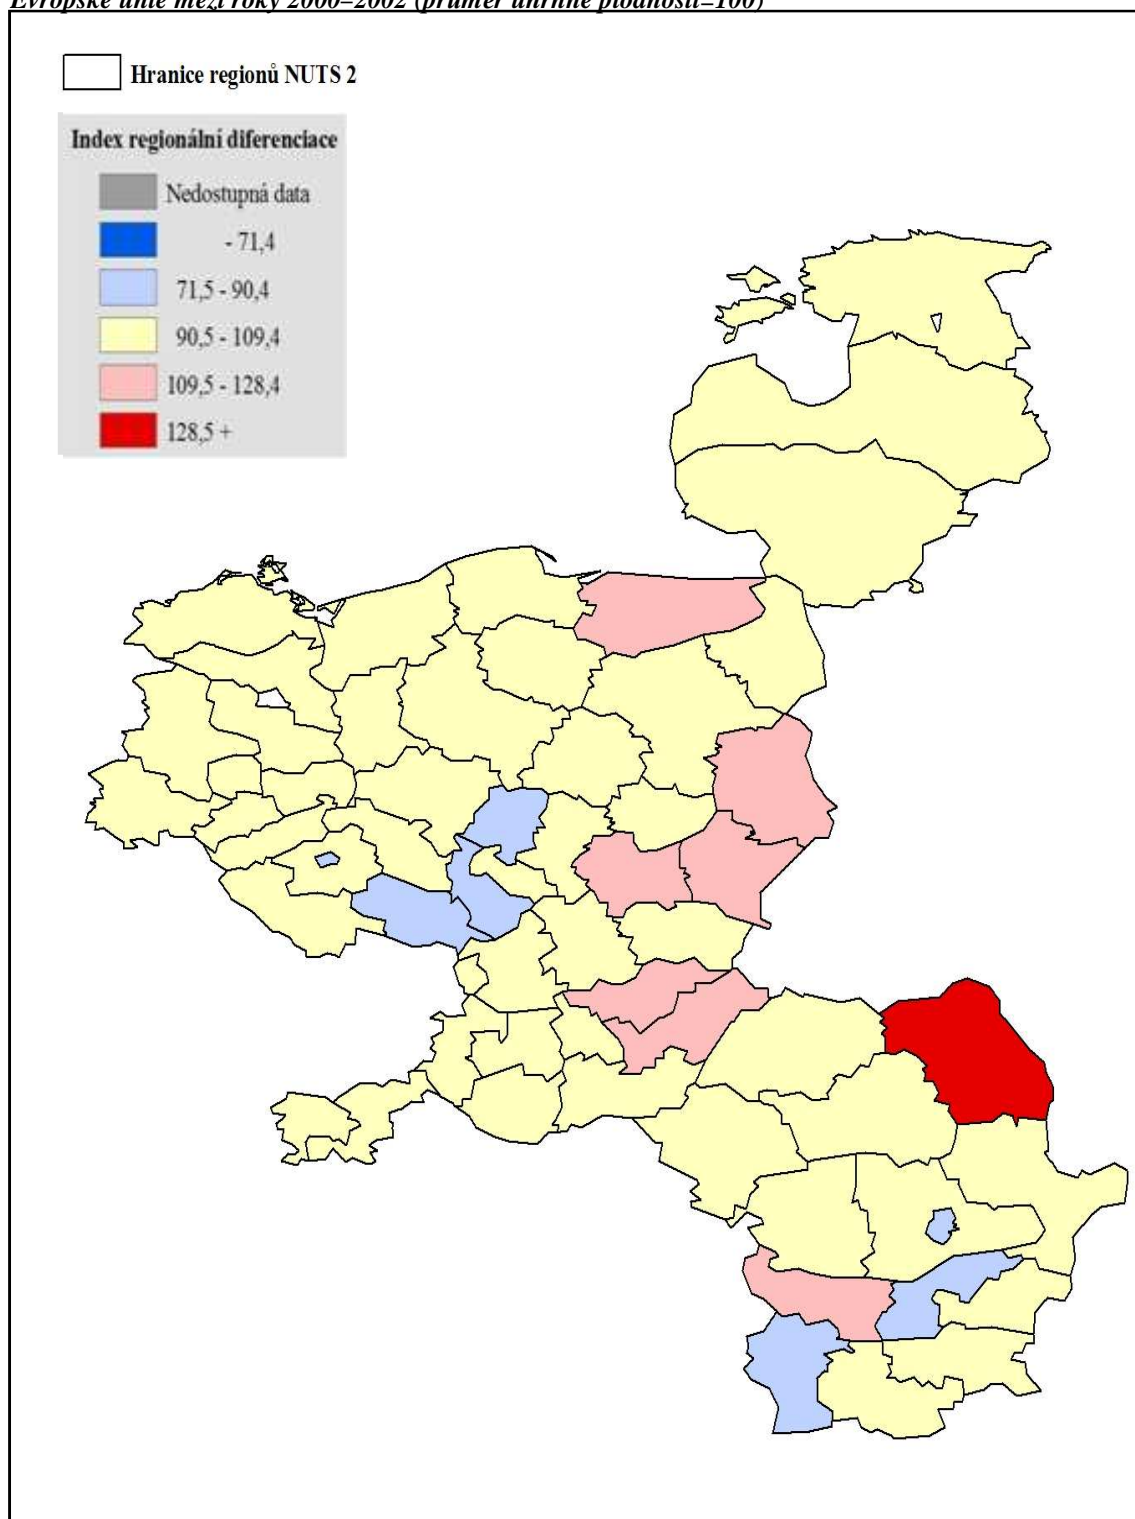 Evropské unie mezi roky 2000–2002 (průměr úhrnné plodnosti=100)
Hranice regionů NUTS 2
Index regionální diferenciace
Nedostupná data
- 71,4
71,5 - 90,4
90,5 - 109,4
109,5 - 128,4
128,5 +